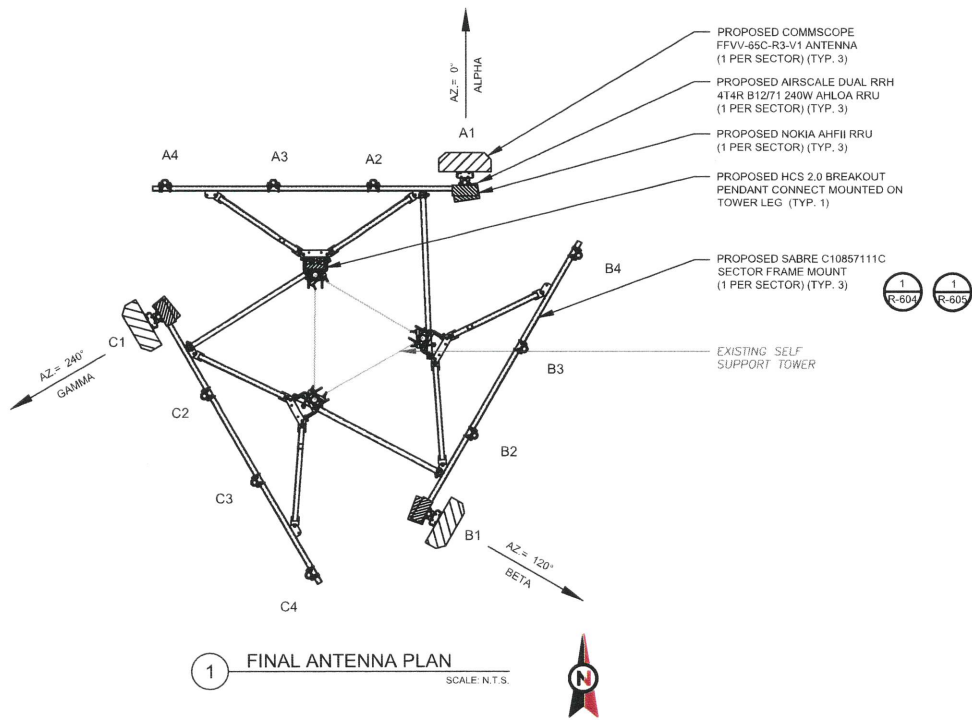 PROPOSED COMMSCOPE
FFVV-65C-R3-V1 ANTENNA
(1 PER SECTOR) (TYP. 3)
PROPOSED AIRSCALE DUAL RRH
4T4R B12/71 240W AHLOA RRU
(1 PER SECTOR) (TYP. 3)
PROPOSED NOKIA AHFII RRU
(1 PER SECTOR) (TYP. 3)
PROPOSED HCS 2.0 BREAKOUT
PENDANT CONNECT MOUNTED ON
TOWER LEG (TYP. 1)
PROPOSED SABRE C10857111C
SECTOR FRAME MOUNT
(1 PER SECTOR) (TYP. 3)
1
R-604
1
R-605
EXISTING SELF
SUPPORT TOWER
AZ.= 0°
ALPHA
A1
A2
A3
A4
B4
B3
B2
B1
AZ.= 120°
BETA
C1
AZ.= 240°
GAMMA
C2
C3
C4
1
FINAL ANTENNA PLAN
SCALE: N.T.S.
N